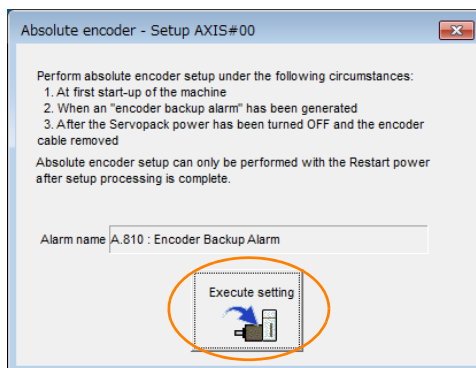 Absolute encoder - Setup AXIS#00
Perform absolute encoder setup under the following circumstances:
1. At first start-up of the machine
2. When an "encoder backup alarm" has been generated
3. After the Servopack power has been turned OFF and the encoder
cable removed
Absolute encoder setup can only be performed with the Restart power
after setup processing is complete.
Alarm name A.810 : Encoder Backup Alarm
Execute setting